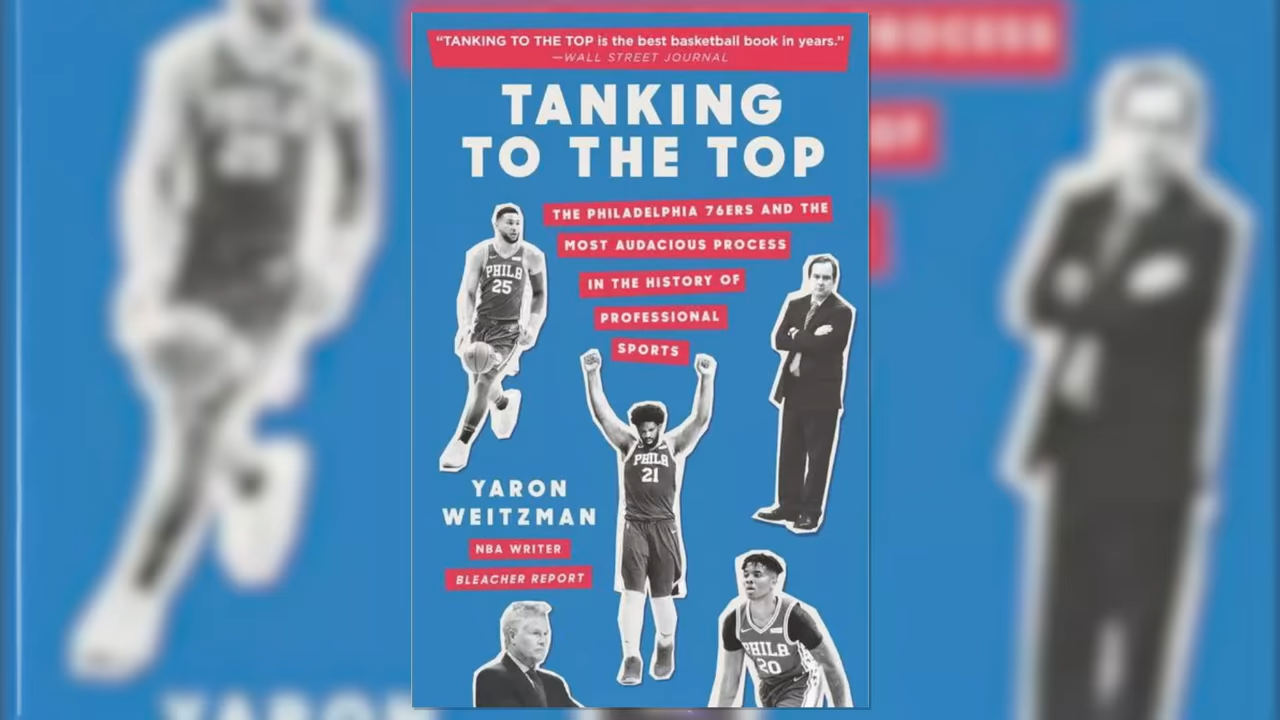 “TANKING TO THE TOP is the best basketball book in years.”
—WALL STREET JOURNAL
TANKING
TO THE TOP
THE PHILADELPHIA 76ERS AND THE
MOST AUDACIOUS PROCESS
IN THE HISTORY OF
PROFESSIONAL
SPORTS
PHILA
25
PHILA
21
YARON
WEITZMAN
NBA WRITER
BLEACHER REPORT
PHILA
20
YARON